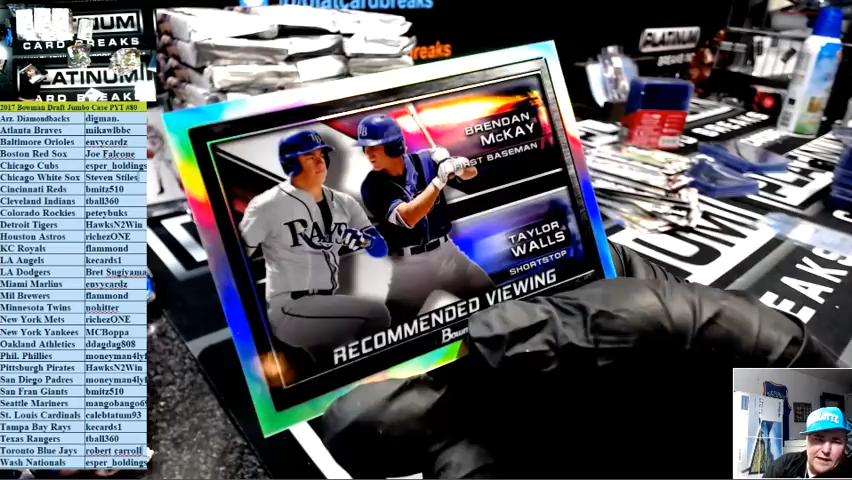 PLATINUM
CARD BREAKS
2017 Bowman Draft Jumbo Case PYT #80
Arz. Diamondbacks digman.
Atlanta Braves mikawlbbc
Baltimore Orioles envycardz
Boston Red Sox Joe Falcone
Chicago Cubs esper_holdings
Chicago White Sox Steven Stiles
Cincinnati Reds bmitz510
Cleveland Indians tball360
Colorado Rockies peteybuks
Detroit Tigers HawksN2Win
Houston Astros richezONE
KC Royals flammond
LA Angels kecards1
LA Dodgers Bret Sugiyama
Miami Marlins envycardz
Mil Brewers flammond
Minnesota Twins nohitter
New York Mets richezONE
New York Yankees MCBoppa
Oakland Athletics ddagdag808
Phil. Phillies moneyman4lyf
Pittsburgh Pirates HawksN2Win
San Diego Padres moneyman4lyf
San Fran Giants bmitz510
Seattle Mariners mangobango69
St. Louis Cardinals calebtatum93
Tampa Bay Rays kecards1
Texas Rangers tball360
Toronto Blue Jays robert carroll
Wash Nationals esper_holdings
BRENDAN
McKAY
FIRST BASEMAN
TAYLOR
WALLS
SHORTSTOP
RECOMMENDED VIEWING
RAYS
PLATINUM